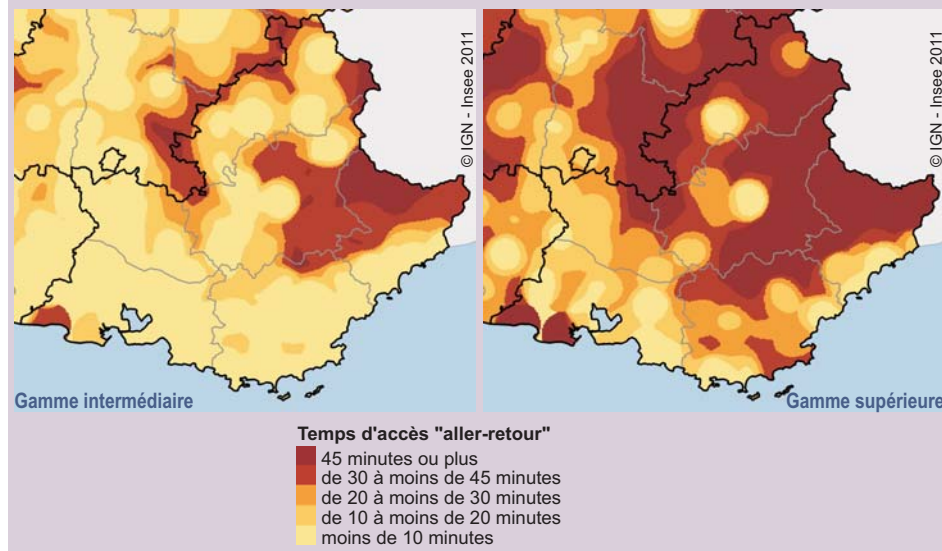 © IGN - Insee 2011
Gamme intermédiaire
© IGN - Insee 2011
Gamme supérieure
Temps d'accès "aller-retour"
45 minutes ou plus
de 30 à moins de 45 minutes
de 20 à moins de 30 minutes
de 10 à moins de 20 minutes
moins de 10 minutes